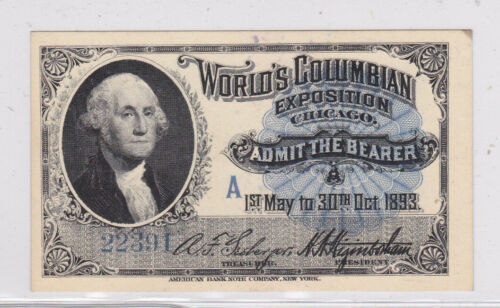 WORLD'S COLUMBIAN
EXPOSITION
CHICAGO.
ADMIT THE BEARER
A
1ST MAY TO 30TH OCT. 1893.
22391
TREASURER.
PRESIDENT
AMERICAN BANK NOTE COMPANY, NEW YORK.